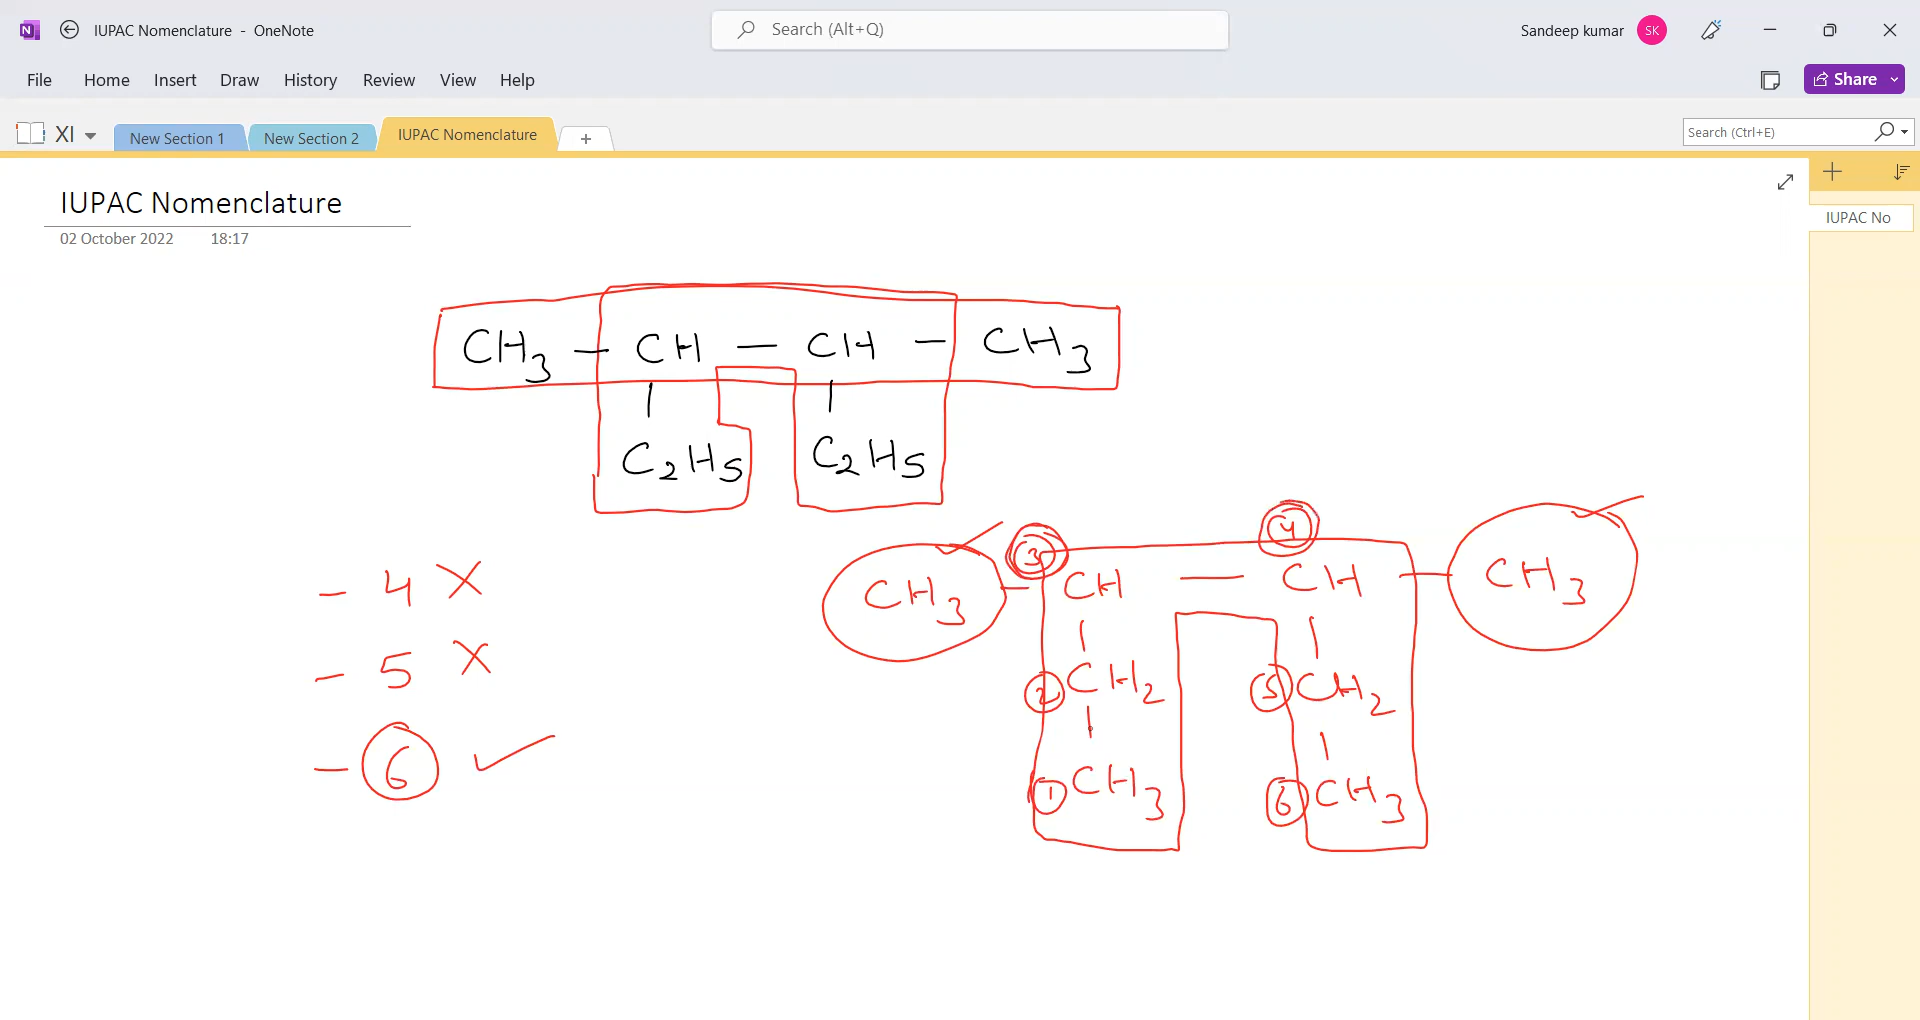 IUPAC Nomenclature - OneNote
Search (Alt+Q)
Sandeep kumar SK
File Home Insert Draw History Review View Help
Share
XI New Section 1 New Section 2 IUPAC Nomenclature +
Search (Ctrl+E)
IUPAC No
IUPAC Nomenclature
02 October 2022 18:17
CH3 — CH — CH — CH3
C2H5 C2H5
3 4
CH3 — CH — CH — CH3
2 CH2 5 CH2
1 CH3 6 CH3
- 4 X
- 5 X
- 6 ✓